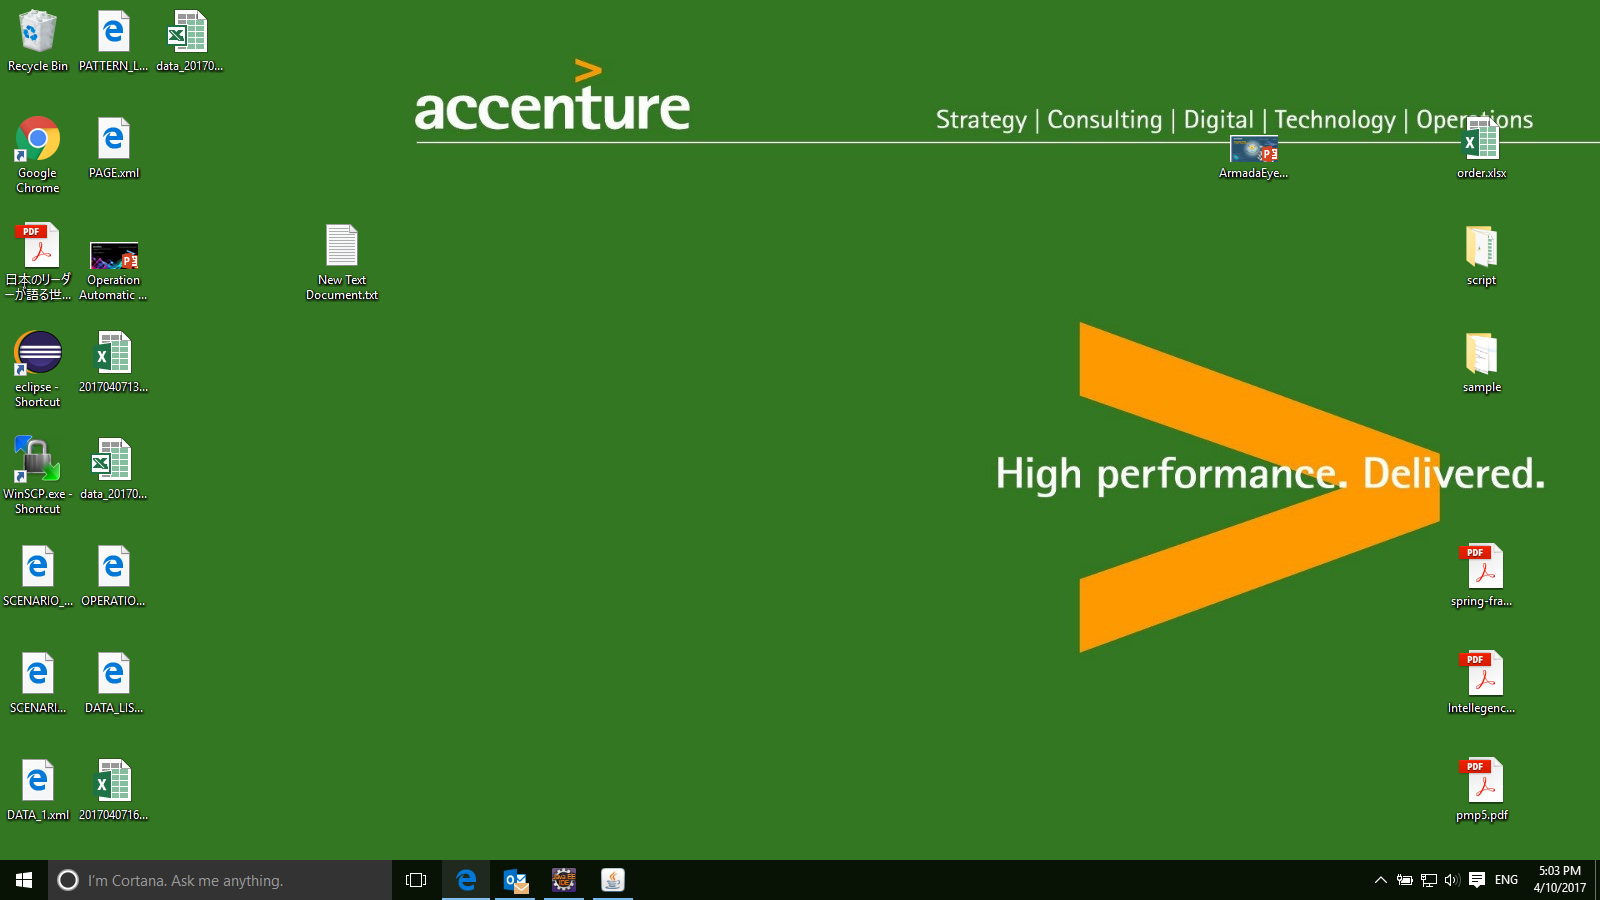 Recycle Bin
PATTERN_L...
data_20170...
accenture
Strategy | Consulting | Digital | Technology | Operations
Google
Chrome
PAGE.xml
ArmadaEye...
order.xlsx
日本のリーダ
ーが語る世...
Operation
Automatic ...
New Text
Document.txt
script
eclipse -
Shortcut
2017040713...
sample
High performance. Delivered.
WinSCP.exe -
Shortcut
data_20170...
SCENARIO_...
OPERATIO...
spring-fra...
SCENARI...
DATA_LIS...
Intellegenc...
DATA_1.xml
2017040716...
pmp5.pdf
I'm Cortana. Ask me anything.
ENG
5:03 PM
4/10/2017